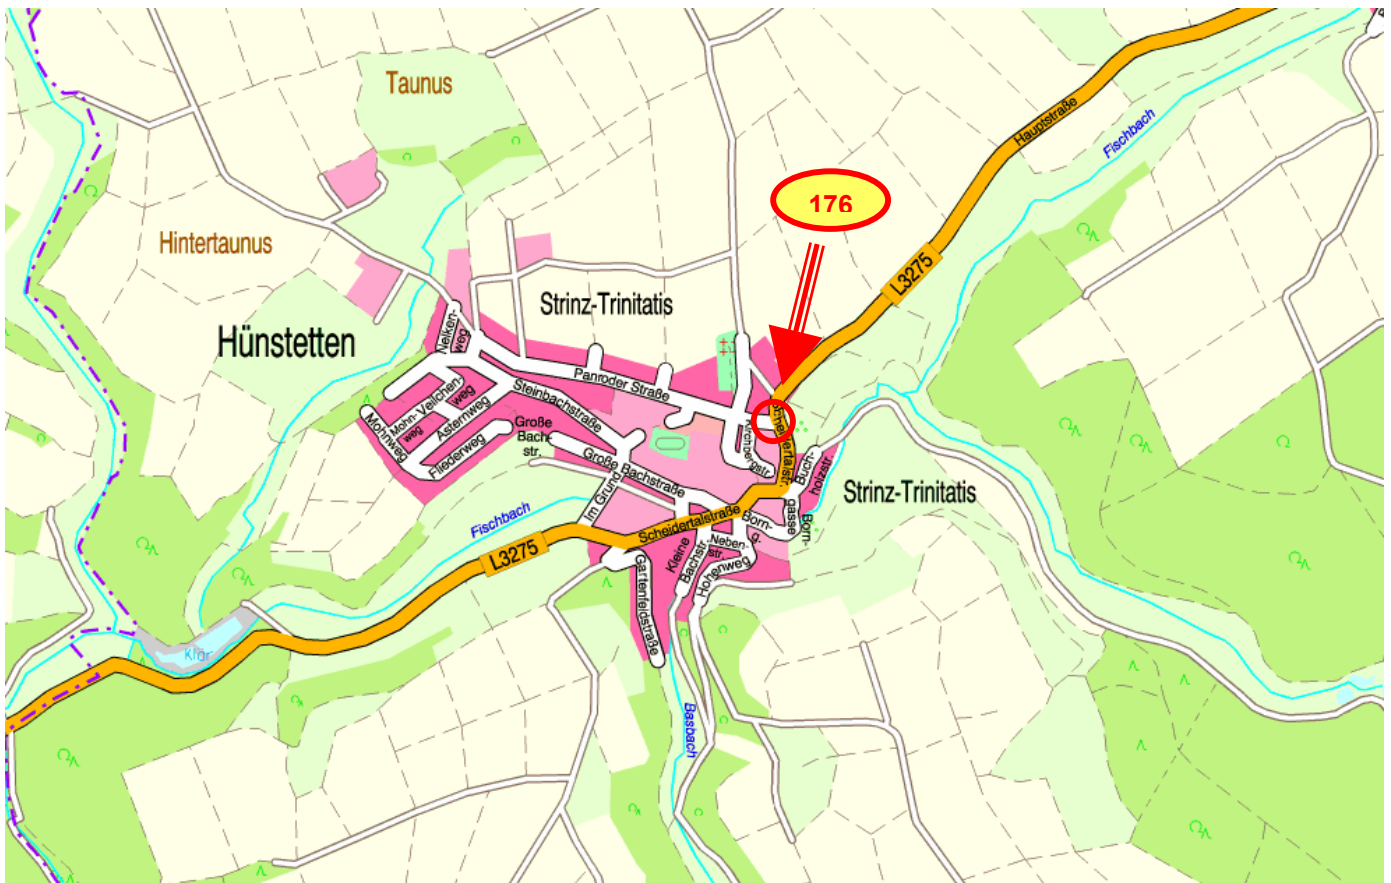 Taunus
Hauptstraße
Fischbach
176
Hintertaunus
L3275
Strinz-Trinitatis
Hünstetten
Nelken-
weg
Panroder Straße
Steinbachstraße
Mohn-
weg
Veilchen-
weg
Asternweg
Mohnweg
Fliederweg
Große
Bach-
str.
Große Bachstraße
Kirchbergstr.
Scheidertalstr.
Buch-
holzstr.
Strinz-Trinitatis
Im Grund
Fischbach
Scheidertalstraße
Born-
g.
Born-
gasse
L3275
Neben-
str.
Kleine
Bachstr.
Hohenweg
Gartenfeldstraße
Klär
Basbach